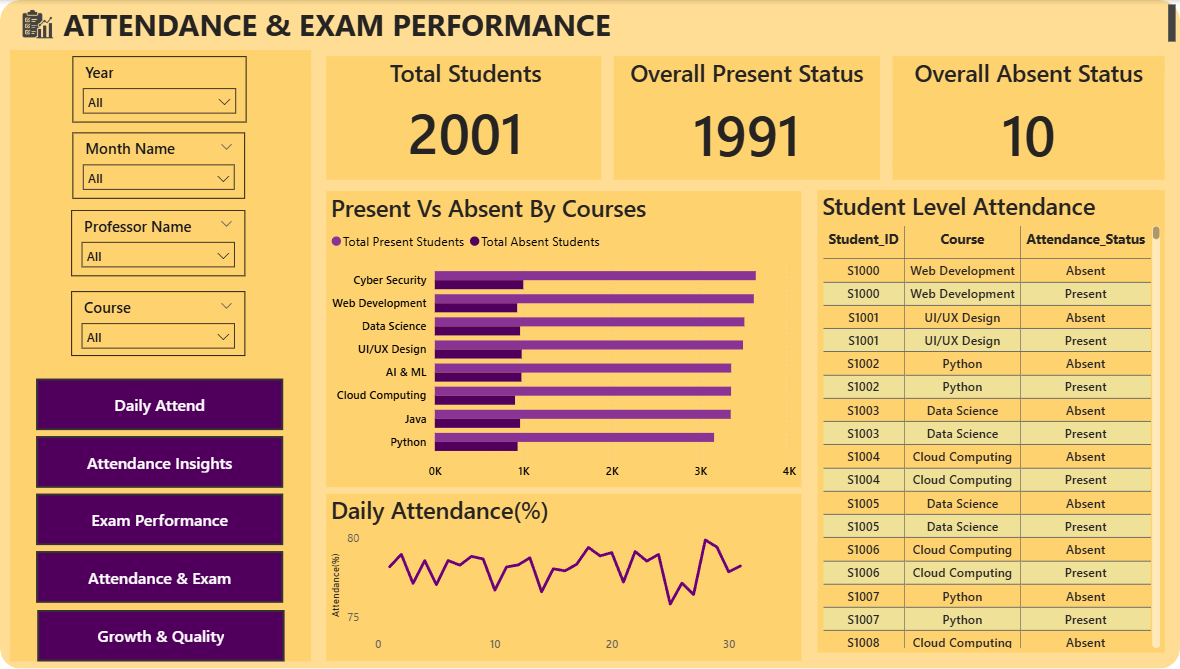 ATTENDANCE & EXAM PERFORMANCE
Year
All
Month Name
All
Professor Name
All
Course
All
Daily Attend
Attendance Insights
Exam Performance
Attendance & Exam
Growth & Quality
Total Students
2001
Overall Present Status
1991
Overall Absent Status
10
Present Vs Absent By Courses
Total Present Students Total Absent Students
Cyber Security
Web Development
Data Science
UI/UX Design
AI & ML
Cloud Computing
Java
Python
0K 1K 2K 3K 4K
Daily Attendance(%)
Attendance(%)
80
75
0 10 20 30
Student Level Attendance
Student_ID Course Attendance_Status
S1000 Web Development Absent
S1000 Web Development Present
S1001 UI/UX Design Absent
S1001 UI/UX Design Present
S1002 Python Absent
S1002 Python Present
S1003 Data Science Absent
S1003 Data Science Present
S1004 Cloud Computing Absent
S1004 Cloud Computing Present
S1005 Data Science Absent
S1005 Data Science Present
S1006 Cloud Computing Absent
S1006 Cloud Computing Present
S1007 Python Absent
S1007 Python Present
S1008 Cloud Computing Absent